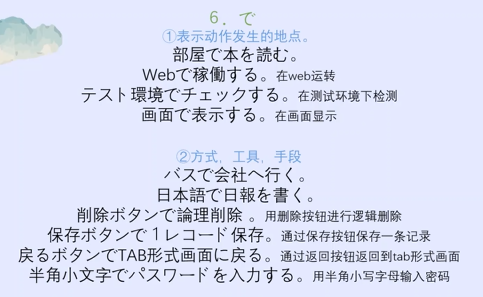 6．で
①表示动作发生的地点。
部屋で本を読む。
Webで稼働する。在web运转
テスト環境でチェックする。在测试环境下检测
画面で表示する。在画面显示
②方式，工具，手段
バスで会社へ行く。
日本語で日報を書く。
削除ボタンで論理削除 。用删除按钮进行逻辑删除
保存ボタンで１レコード保存。通过保存按钮保存一条记录
戻るボタンでTAB形式画面に戻る。通过返回按钮返回到tab形式画面
半角小文字でパスワードを入力する。用半角小写字母输入密码